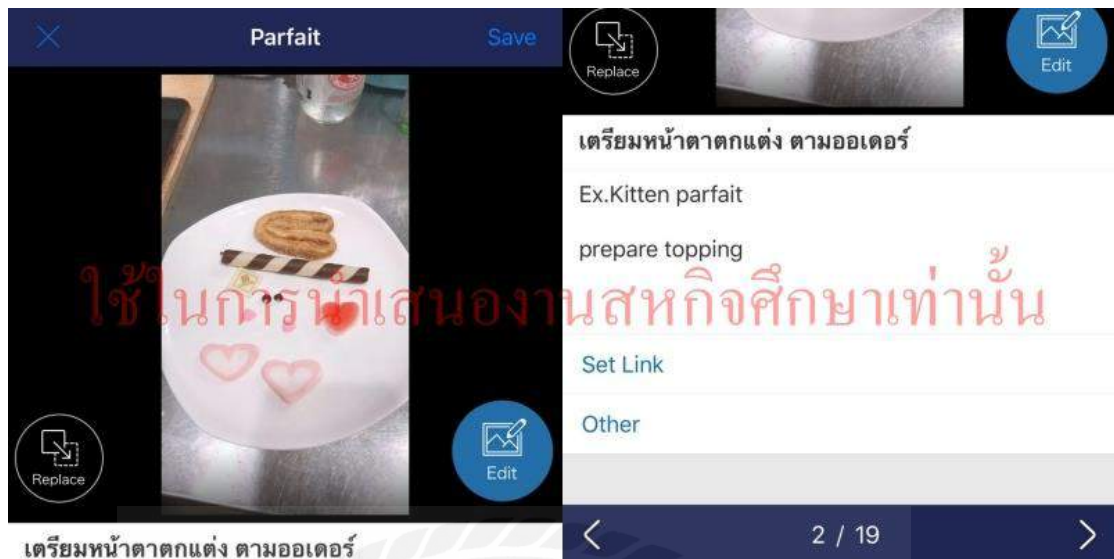 Parfait
Save
Replace
Edit
เตรียมหน้าตาตกแต่ง ตามออเดอร์
Replace
Edit
เตรียมหน้าตาตกแต่ง ตามออเดอร์
Ex.Kitten parfait
prepare topping
ใช้ในการนำเสนองานสหกิจศึกษาเท่านั้น
Set Link
Other
2 / 19